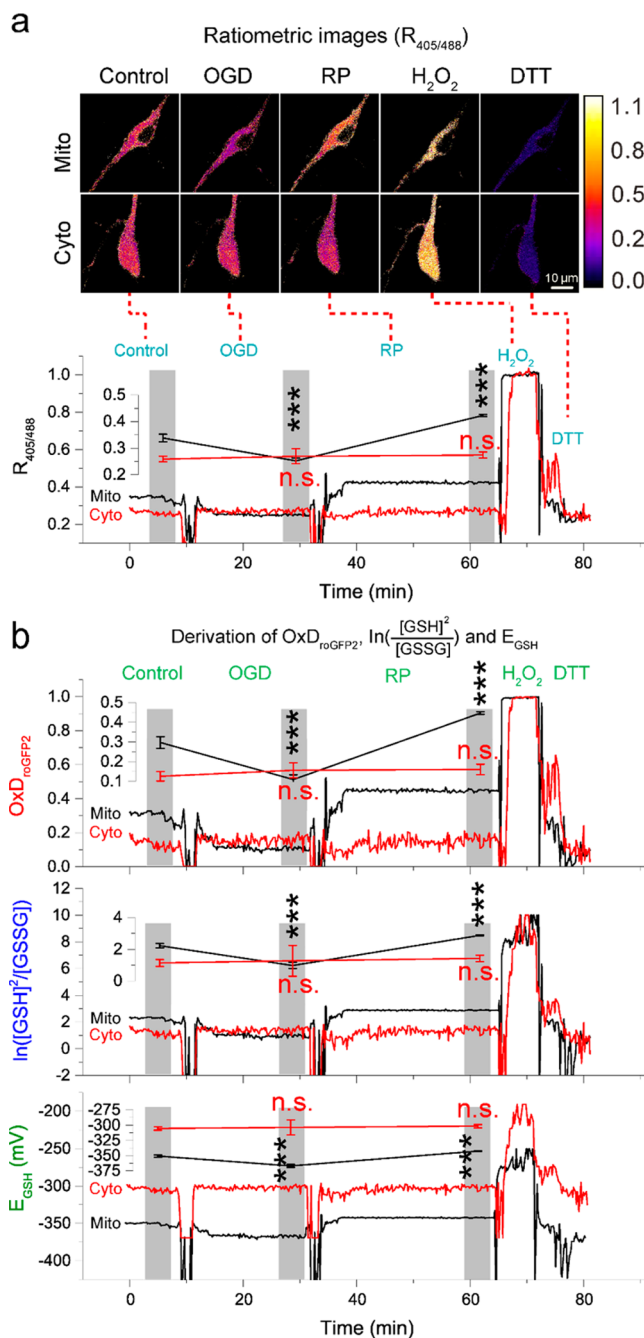 a
Ratiometric images (R405/488)
Control OGD RP H2O2 DTT
Mito
Cyto
10 µm
1.1
0.8
0.6
0.4
0.2
0.0
Control OGD RP H2O2 DTT
R405/488
1.0
0.8
0.6
0.4
0.2
0.5
0.4
0.3
0.2
***
n.s.
***
n.s.
Mito
Cyto
0 20 40 60 80
Time (min)
b
Derivation of OxDroGFP2, ln([GSH]²/[GSSG]) and EGSH
Control OGD RP H2O2 DTT
OxDroGFP2
1.0
0.8
0.6
0.4
0.2
0.0
0.5
0.4
0.3
0.2
0.1
***
n.s.
***
n.s.
Mito
Cyto
ln([GSH]²/[GSSG])
12
10
8
6
4
2
0
-2
4
2
0
***
n.s.
***
n.s.
Mito
Cyto
EGSH (mV)
-200
-250
-300
-350
-400
-275
-300
-325
-350
-375
n.s.
***
n.s.
***
Cyto
Mito
0 20 40 60 80
Time (min)